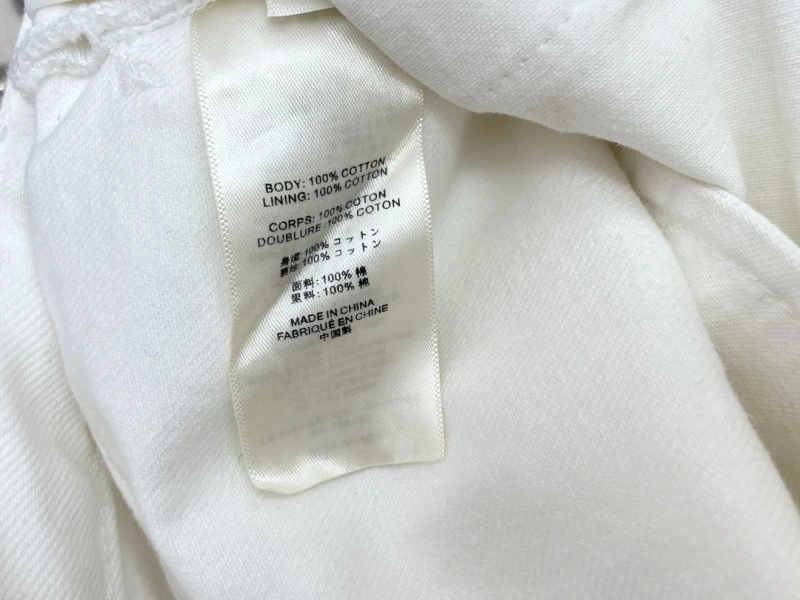 BODY: 100% COTTON
LINING: 100% COTTON
CORPS: 100% COTON
DOUBLURE: 100% COTON
身頃: 100% コットン
裏地: 100% コットン
面料: 100% 棉
里料: 100% 棉
MADE IN CHINA
FABRIQUÉ EN CHINE
中国製